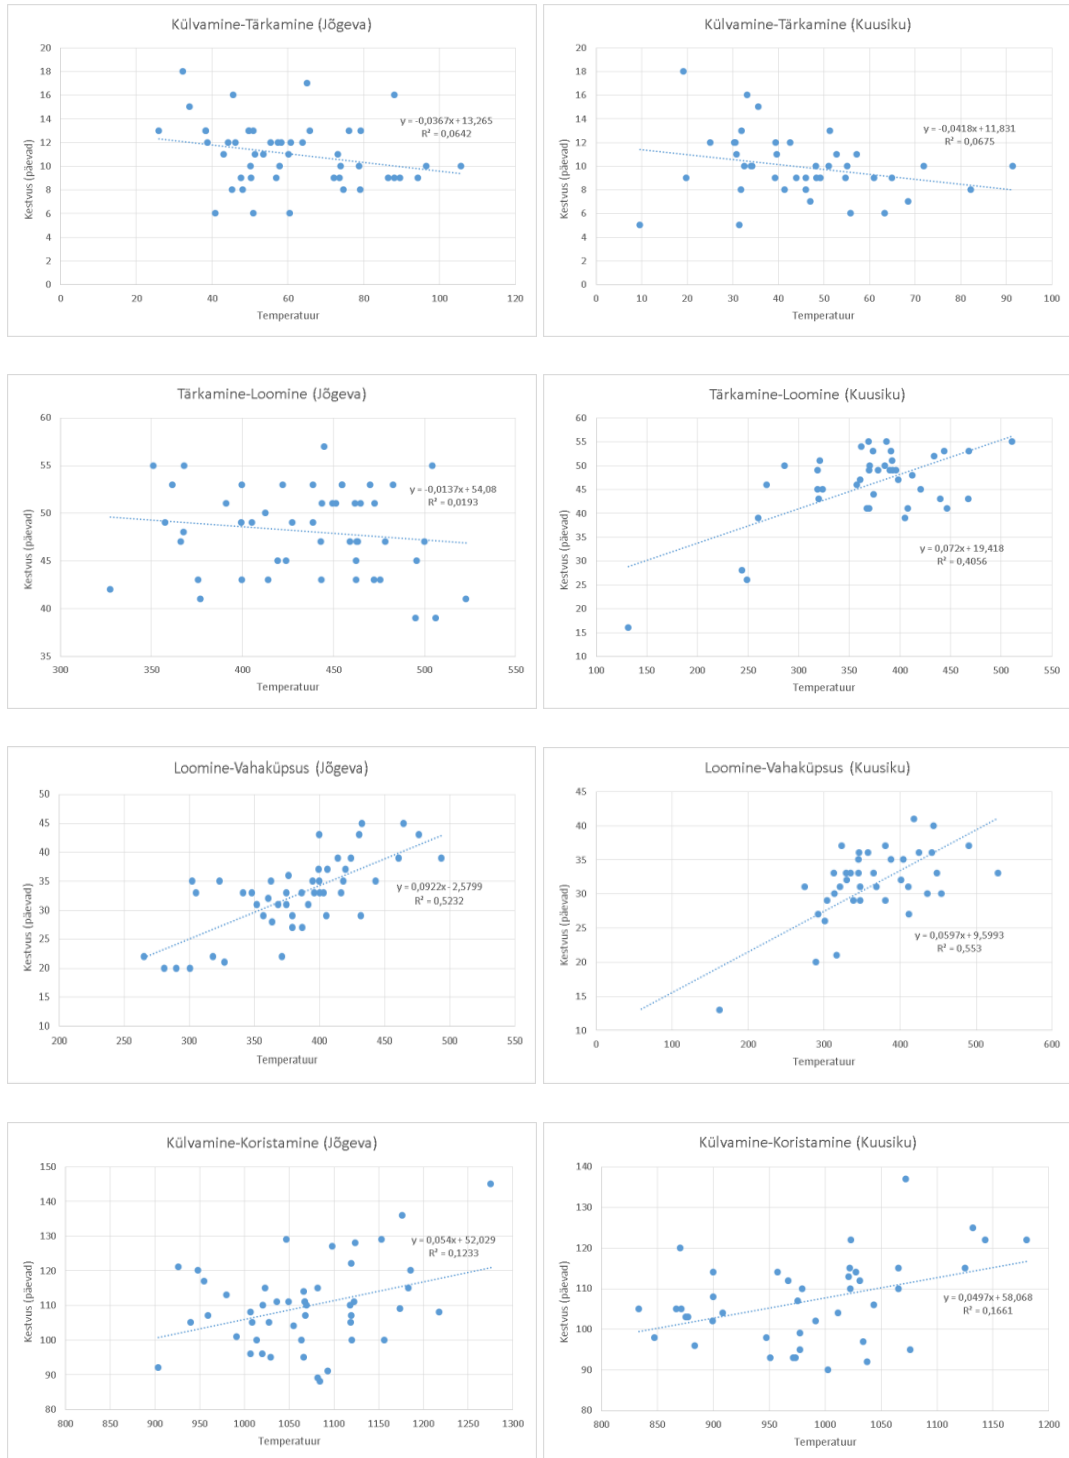 Külvamine-Tärkamine (Jõgeva)
20
18
16
14
12
10
8
6
4
2
0
Kestvus (päevad)
y = -0,0367x + 13,265
R² = 0,0642
0 20 40 60 80 100 120
Temperatuur
Külvamine-Tärkamine (Kuusiku)
20
18
16
14
12
10
8
6
4
2
0
Kestvus (päevad)
y = -0,0418x + 11,831
R² = 0,0675
0 10 20 30 40 50 60 70 80 90 100
Temperatuur
Tärkamine-Loomine (Jõgeva)
60
55
50
45
40
35
Kestvus (päevad)
y = -0,0137x + 54,08
R² = 0,0193
300 350 400 450 500 550
Temperatuur
Tärkamine-Loomine (Kuusiku)
60
55
50
45
40
35
30
25
20
15
10
Kestvus (päevad)
y = 0,072x + 19,418
R² = 0,4056
100 150 200 250 300 350 400 450 500 550
Temperatuur
Loomine-Vahaküpsus (Jõgeva)
50
45
40
35
30
25
20
15
10
Kestvus (päevad)
y = 0,0922x - 2,5799
R² = 0,5232
200 250 300 350 400 450 500 550
Temperatuur
Loomine-Vahaküpsus (Kuusiku)
45
40
35
30
25
20
15
10
Kestvus (päevad)
y = 0,0597x + 9,5993
R² = 0,553
0 100 200 300 400 500 600
Temperatuur
Külvamine-Koristamine (Jõgeva)
150
140
130
120
110
100
90
80
Kestvus (päevad)
y = 0,054x + 52,029
R² = 0,1233
800 850 900 950 1000 1050 1100 1150 1200 1250 1300
Temperatuur
Külvamine-Koristamine (Kuusiku)
140
130
120
110
100
90
80
Kestvus (päevad)
y = 0,0497x + 58,068
R² = 0,1661
800 850 900 950 1000 1050 1100 1150 1200
Temperatuur